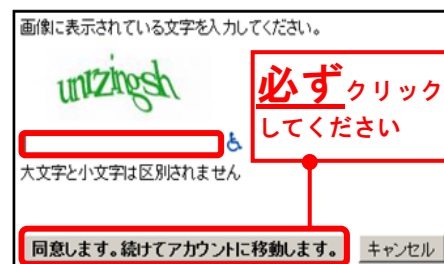 画像に表示されている文字を入力してください。
必ずクリック
してください
大文字と小文字は区別されません
同意します。続けてアカウントに移動します。
キャンセル